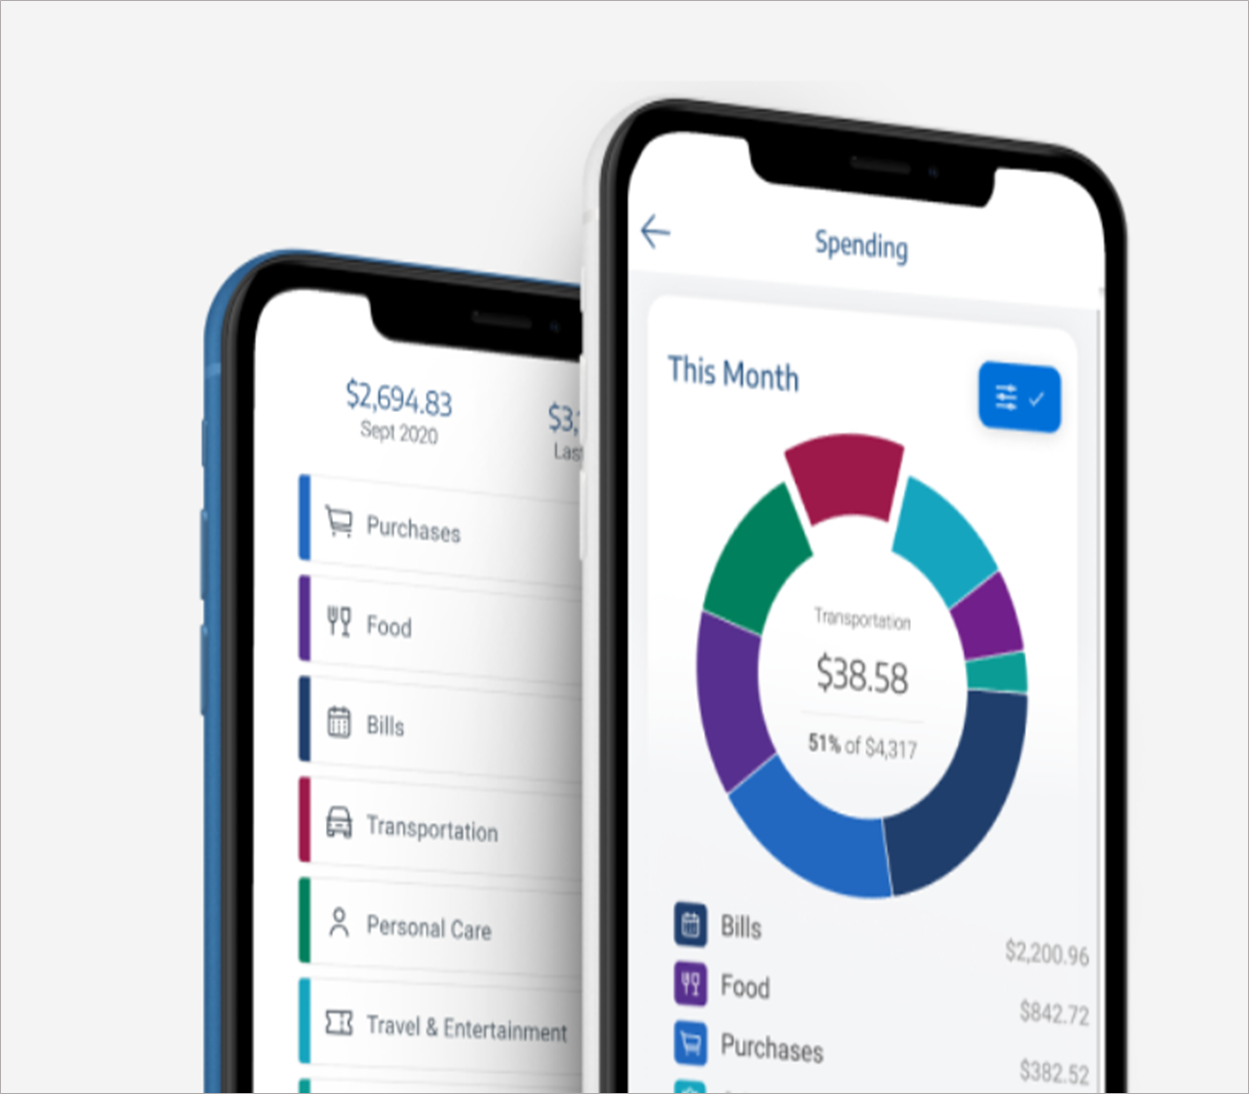 $2,694.83
Sept 2020
$3,
Last
Purchases
Food
Bills
Transportation
Personal Care
Travel & Entertainment
Spending
This Month
Transportation
$38.58
51% of $4,317
Bills
$2,200.96
Food
$842.72
Purchases
$382.52